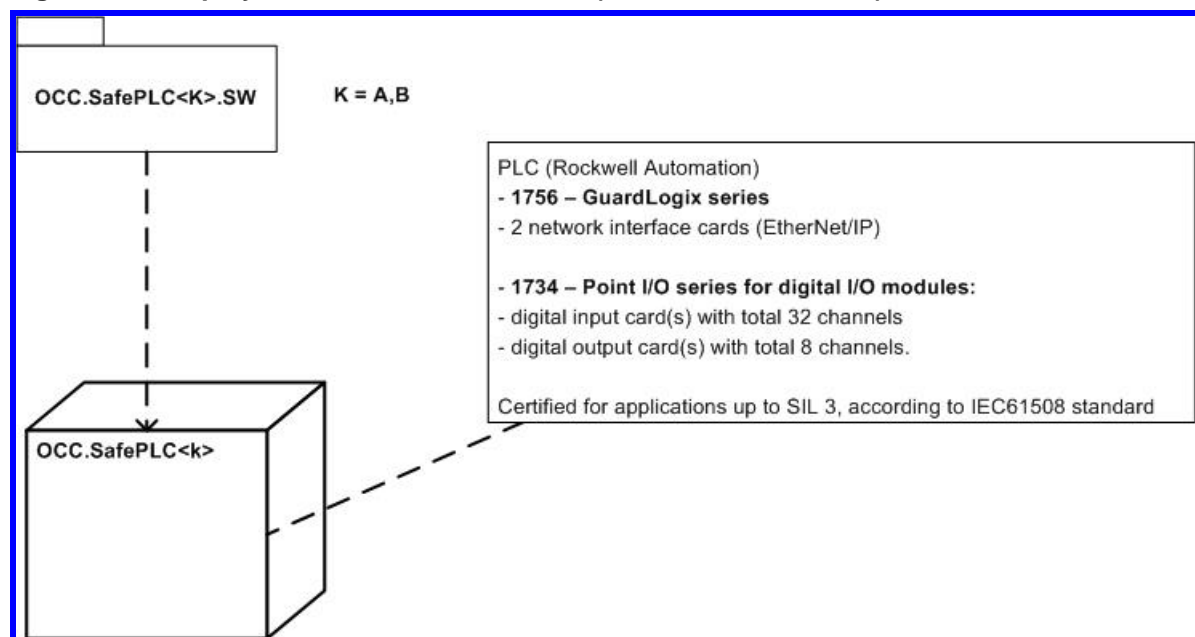 OCC.SafePLC<K>.SW
K = A,B
PLC (Rockwell Automation)
- 1756 – GuardLogix series
- 2 network interface cards (EtherNet/IP)
- 1734 – Point I/O series for digital I/O modules:
- digital input card(s) with total 32 channels
- digital output card(s) with total 8 channels.
Certified for applications up to SIL 3, according to IEC61508 standard
OCC.SafePLC<k>